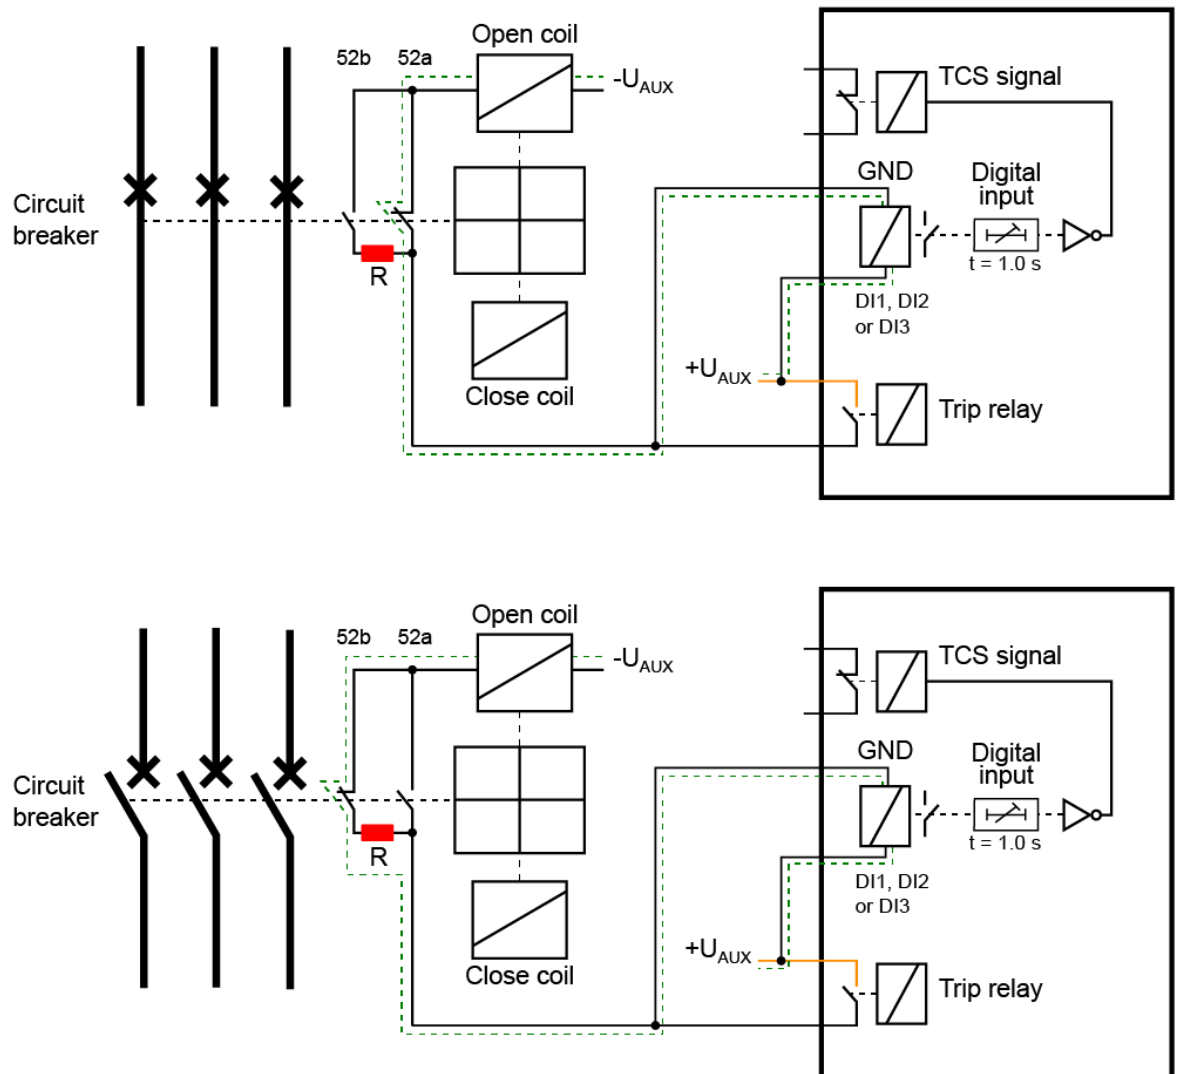 Open coil
52b
52a
-UAUX
TCS signal
GND
Digital
input
Circuit
breaker
R
t = 1.0 s
DI1, DI2
or DI3
+UAUX
Close coil
Trip relay
Open coil
52b
52a
-UAUX
TCS signal
GND
Digital
input
Circuit
breaker
R
t = 1.0 s
DI1, DI2
or DI3
+UAUX
Close coil
Trip relay